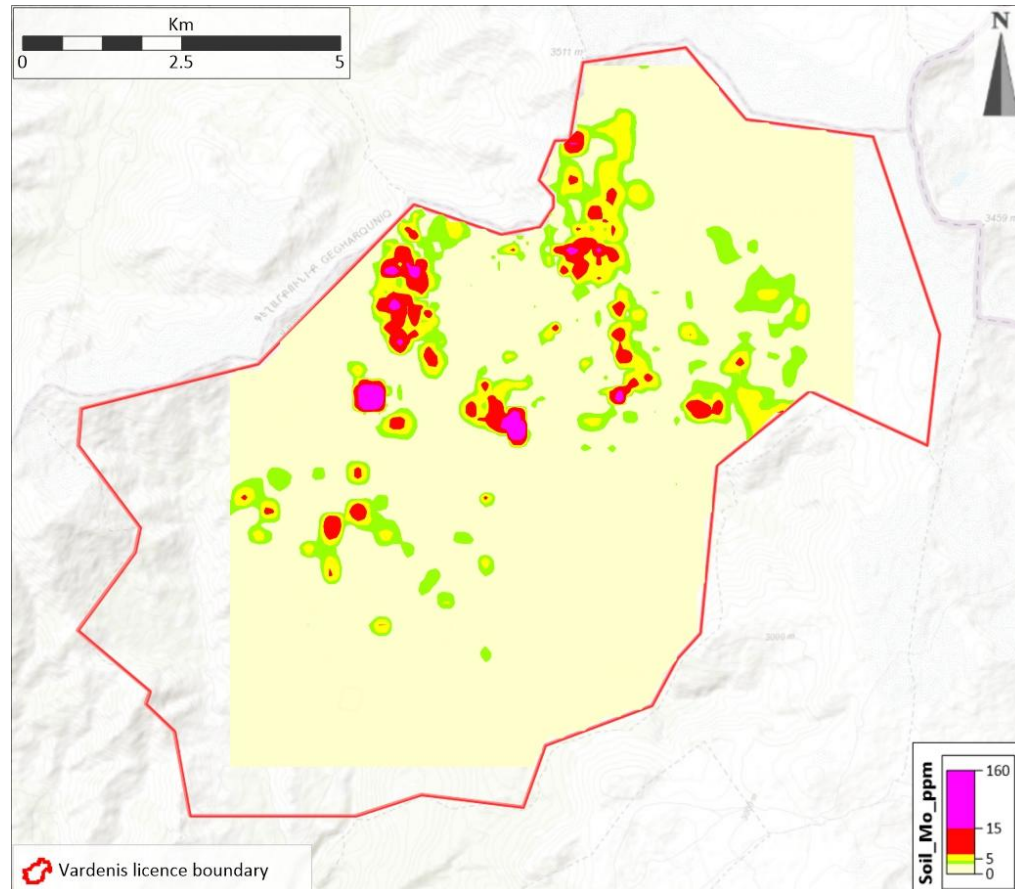 Km
0
2.5
5
N
3511 m
3459 m
GEGHARQUNIQ
3000 m
Soil_Mo_ppm
160
15
5
0
Vardenis licence boundary